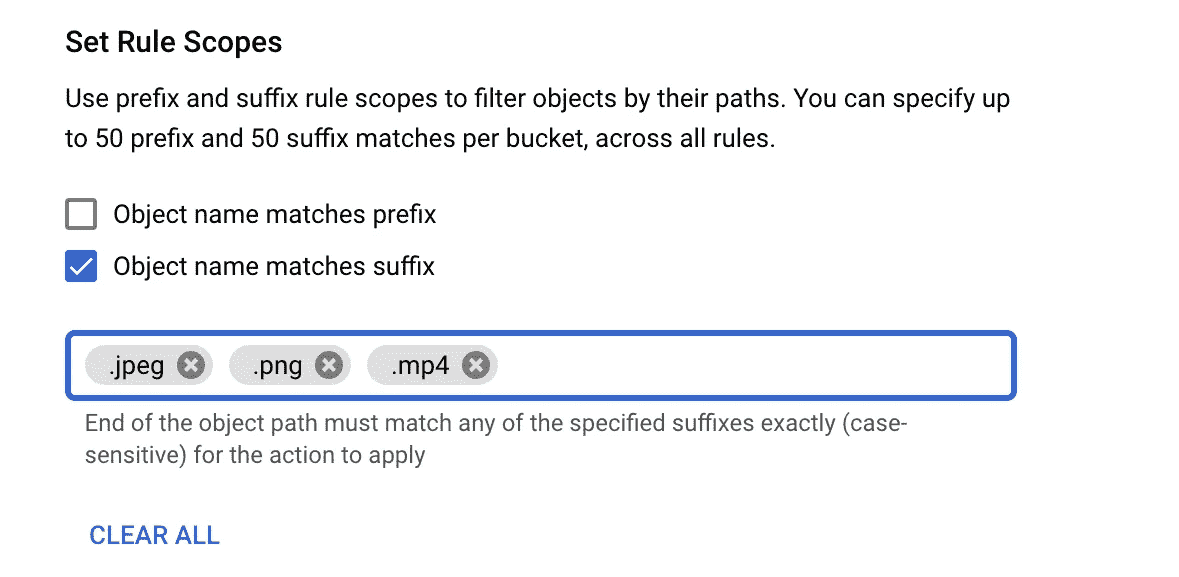 Set Rule Scopes
Use prefix and suffix rule scopes to filter objects by their paths. You can specify up
to 50 prefix and 50 suffix matches per bucket, across all rules.
Object name matches prefix
Object name matches suffix
.jpeg .png .mp4
End of the object path must match any of the specified suffixes exactly (case-
sensitive) for the action to apply
CLEAR ALL